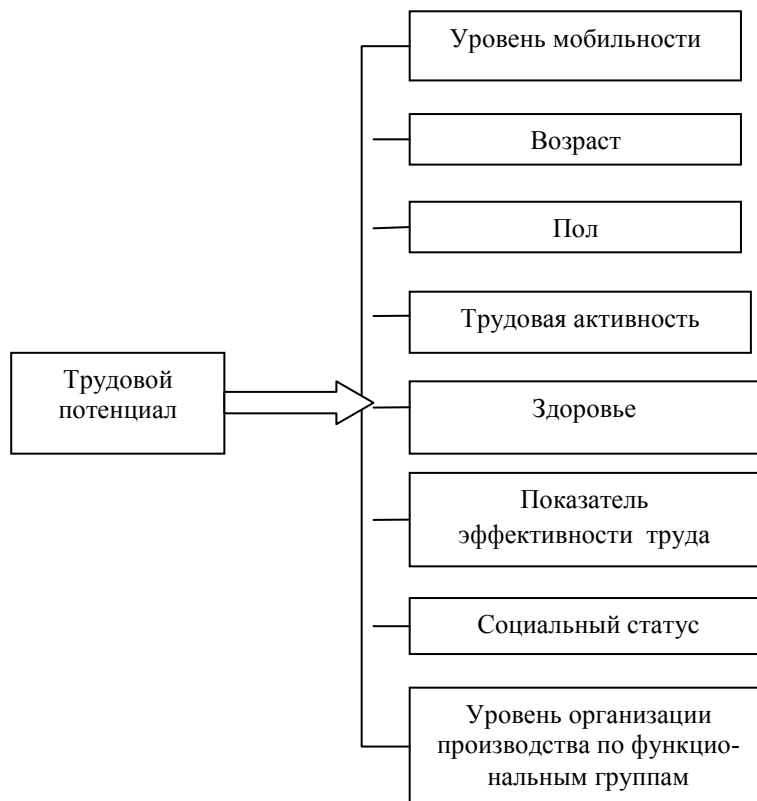 Уровень мобильности
Возраст
Пол
Трудовая активность
Трудовой
потенциал
Здоровье
Показатель
эффективности труда
Социальный статус
Уровень организации
производства по функцио-
нальным группам